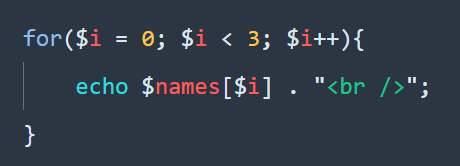 for($i = 0; $i < 3; $i++){
    echo $names[$i] . "<br />";
}